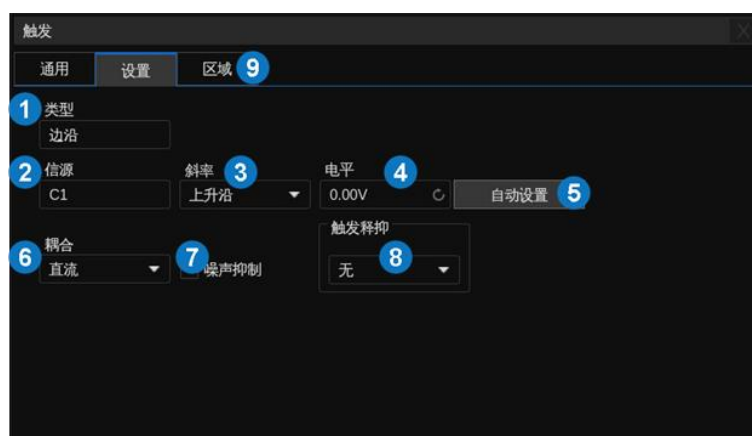 触发 X
通用 设置 区域 9
1 类型
边沿
2 信源 斜率 3 电平 4
C1 上升沿 0.00V 自动设置 5
触发释抑
6 耦合
直流 7 噪声抑制 无 8